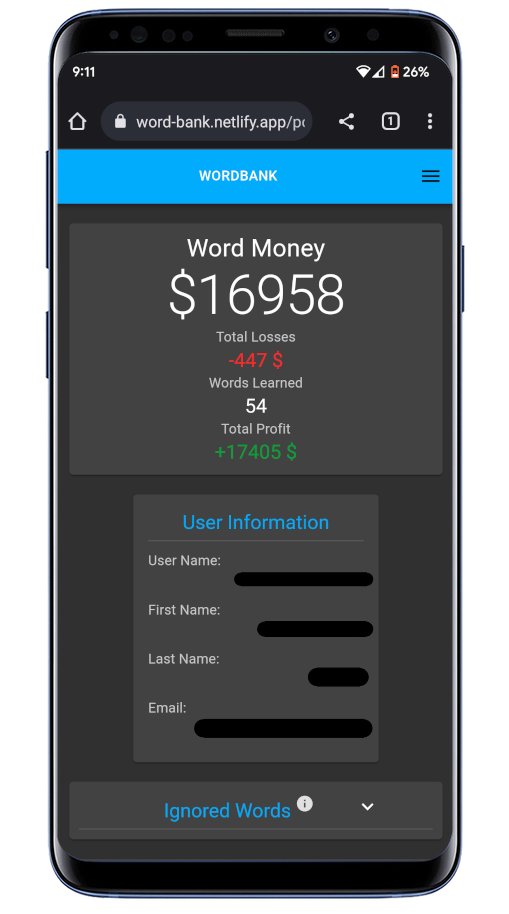 9:11
26%
word-bank.netlify.app/po
1
WORDBANK
Word Money
$16958
Total Losses
-447 $
Words Learned
54
Total Profit
+17405 $
User Information
User Name:
First Name:
Last Name:
Email:
Ignored Words